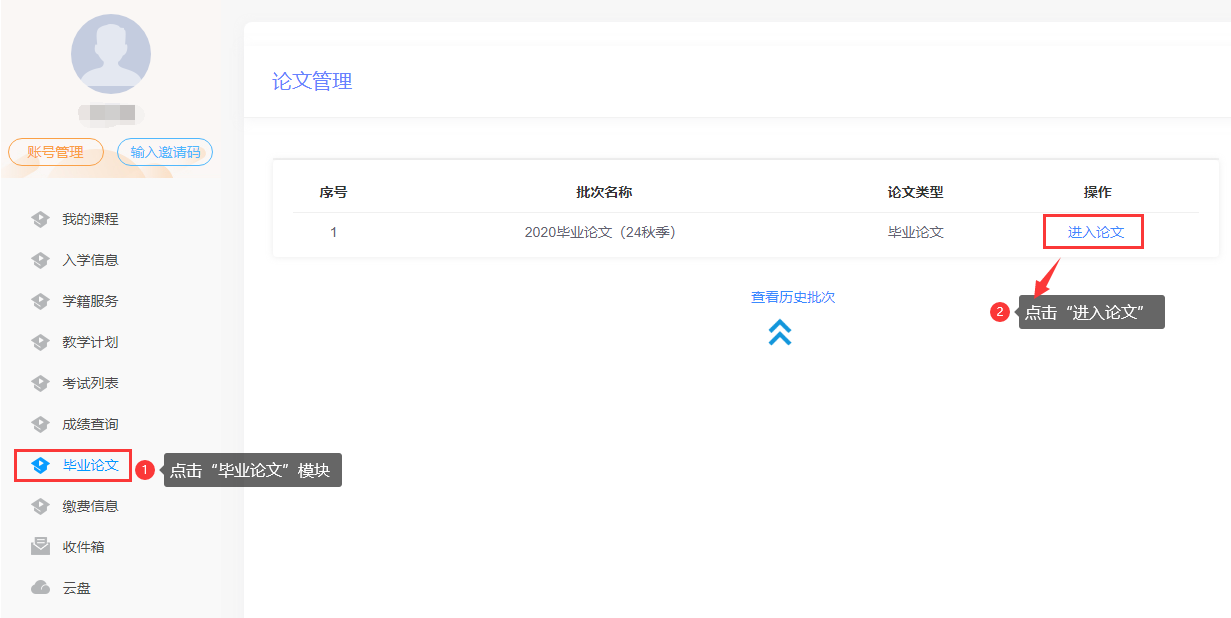 账号管理
输入邀请码
我的课程
入学信息
学籍服务
教学计划
考试列表
成绩查询
毕业论文
1
点击“毕业论文”模块
缴费信息
收件箱
云盘
论文管理
序号 批次名称 论文类型 操作
1 2020毕业论文（24秋季） 毕业论文 进入论文
查看历史批次
2
点击“进入论文”